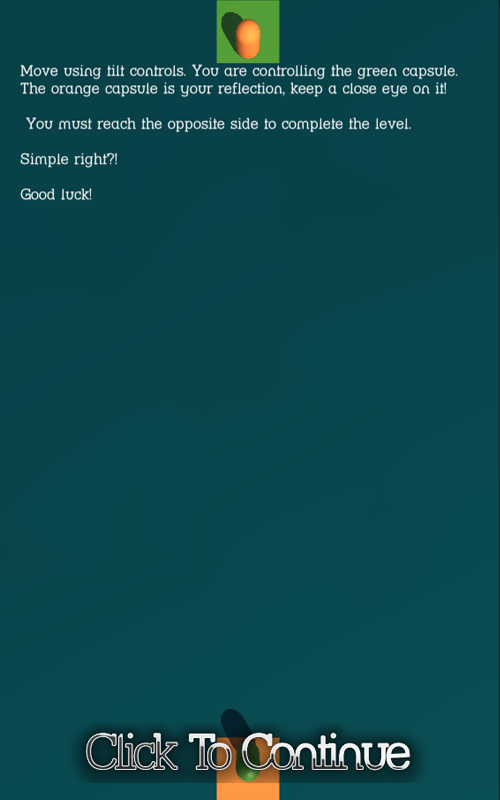 Move using tilt controls. You are controlling the green capsule.
The orange capsule is your reflection, keep a close eye on it!
You must reach the opposite side to complete the level.
Simple right?!
Good luck!
Click To Continue